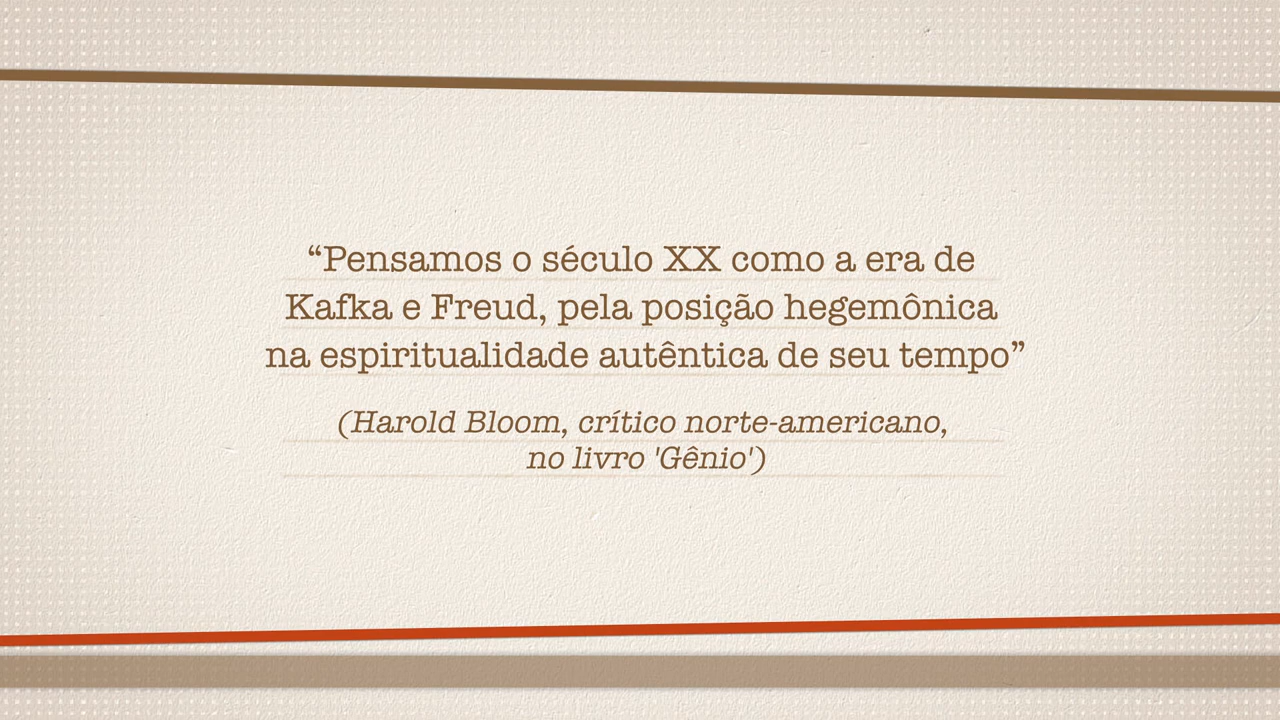 “Pensamos o século XX como a era de
Kafka e Freud, pela posição hegemônica
na espiritualidade autêntica de seu tempo”
(Harold Bloom, crítico norte-americano,
no livro 'Gênio')